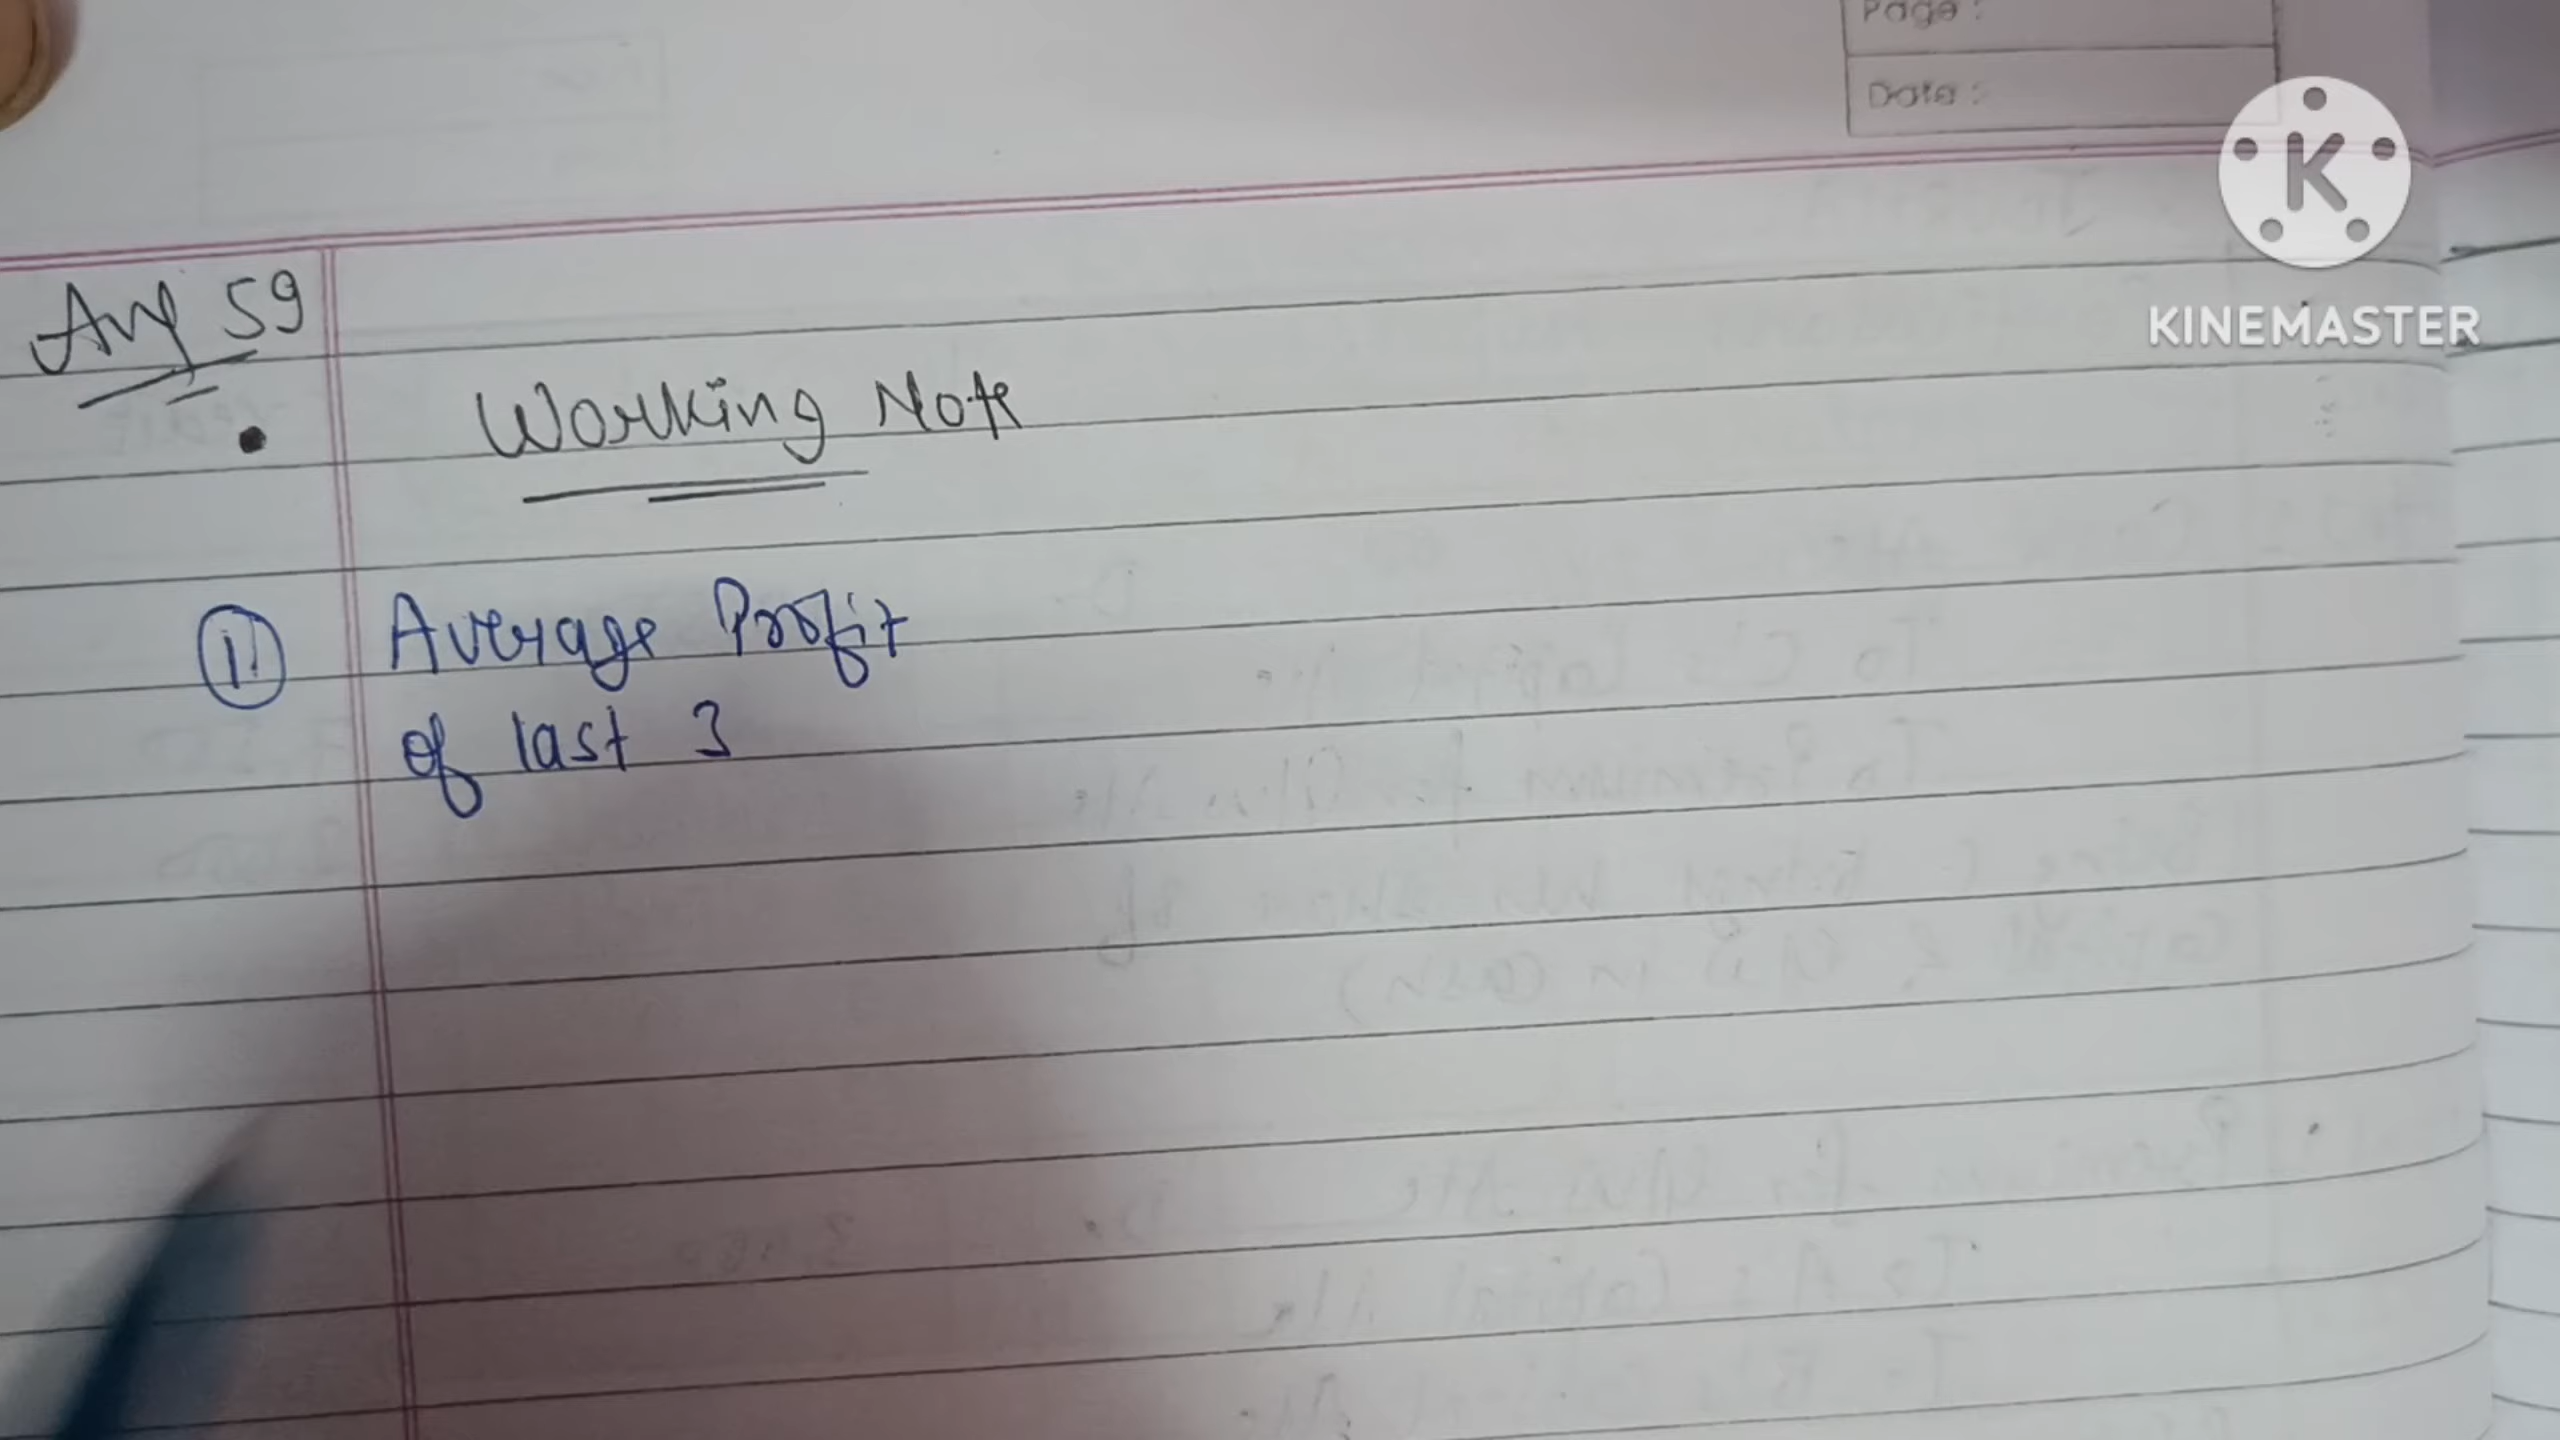 Page :
Date :
K
KINEMASTER
Ans 59
Working Note
1 Average Profit
of last 3